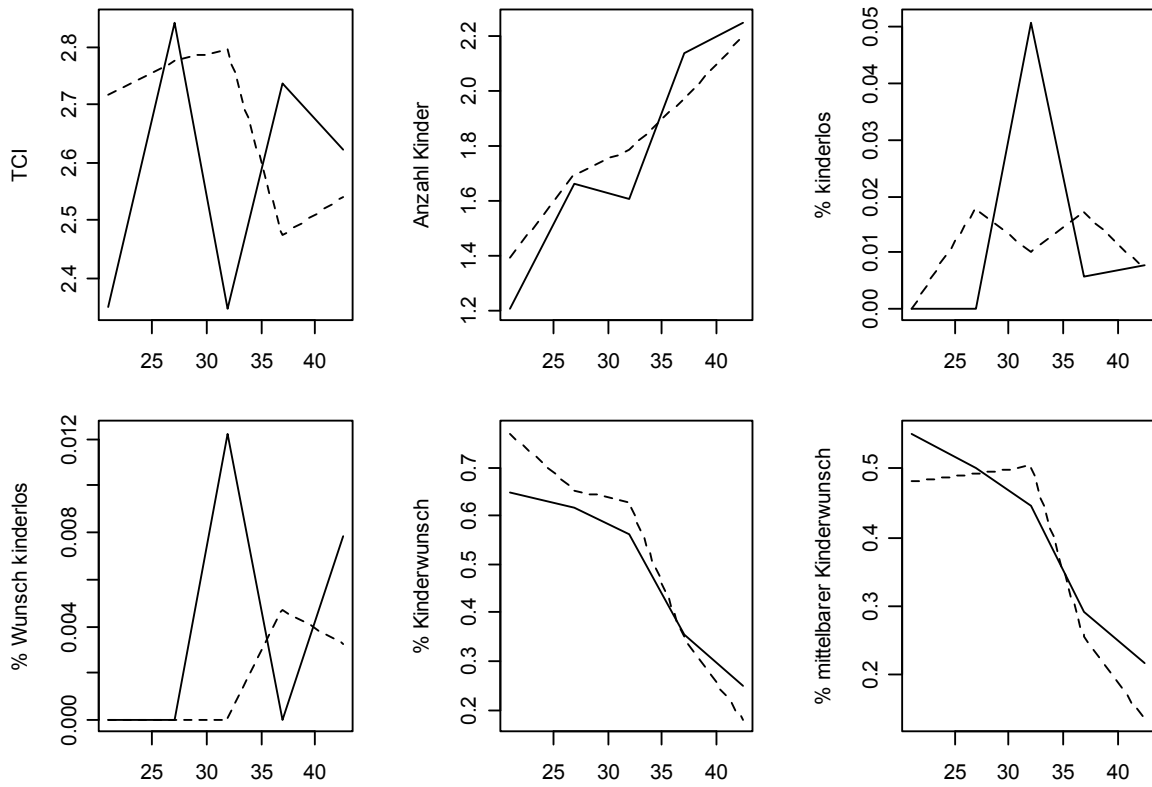 TCI
2.8
2.7
2.6
2.5
2.4
25 30 35 40
Anzahl Kinder
2.2
2.0
1.8
1.6
1.4
1.2
25 30 35 40
% kinderlos
0.05
0.04
0.03
0.02
0.01
0.00
25 30 35 40
% Wunsch kinderlos
0.012
0.008
0.004
0.000
25 30 35 40
% Kinderwunsch
0.7
0.6
0.5
0.4
0.3
0.2
25 30 35 40
% mittelbarer Kinderwunsch
0.5
0.4
0.3
0.2
25 30 35 40